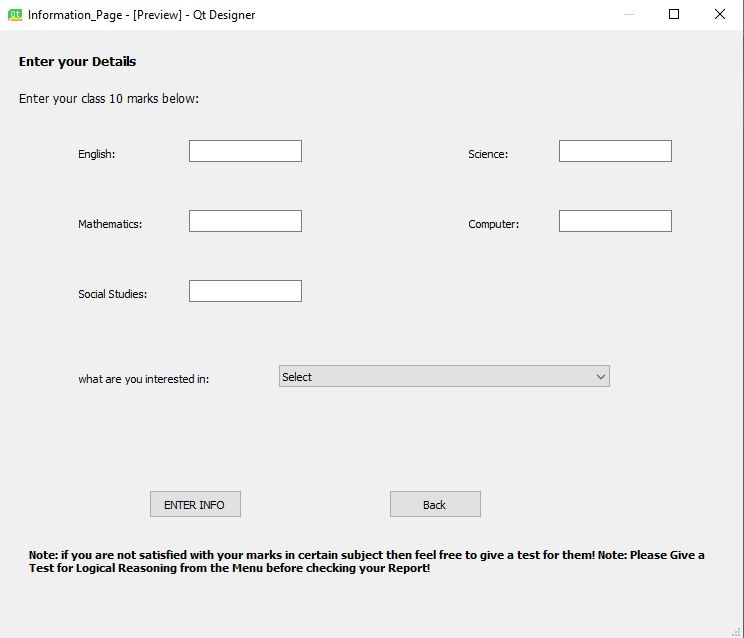 Information_Page - [Preview] - Qt Designer
Enter your Details
Enter your class 10 marks below:
English:
Science:
Mathematics:
Computer:
Social Studies:
what are you interested in:
Select
ENTER INFO
Back
Note: if you are not satisfied with your marks in certain subject then feel free to give a test for them! Note: Please Give a
Test for Logical Reasoning from the Menu before checking your Report!